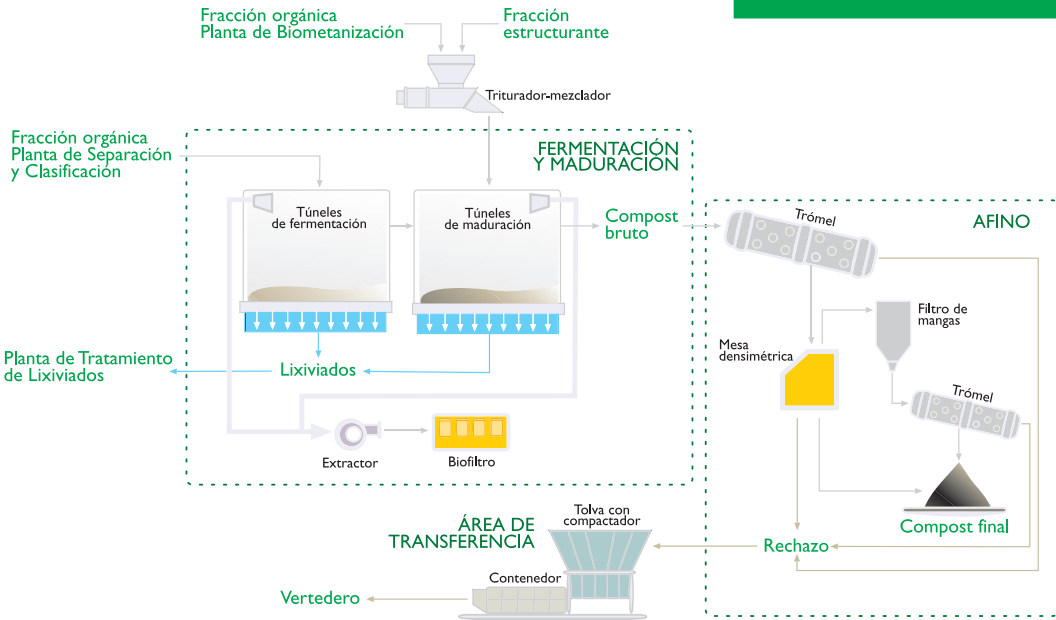 Fracción orgánica
Planta de Biometanización
Fracción
estructurante
Triturador-mezclador
Fracción orgánica
Planta de Separación
y Clasificación
FERMENTACIÓN
Y MADURACIÓN
Túneles
de fermentación
Túneles
de maduración
Compost
bruto
Trómel
AFINO
Filtro de
mangas
Mesa
densimétrica
Trómel
Planta de Tratamiento
de Lixiviados
Lixiviados
Extractor
Biofiltro
Compost final
Rechazo
ÁREA DE
TRANSFERENCIA
Tolva con
compactador
Contenedor
Vertedero